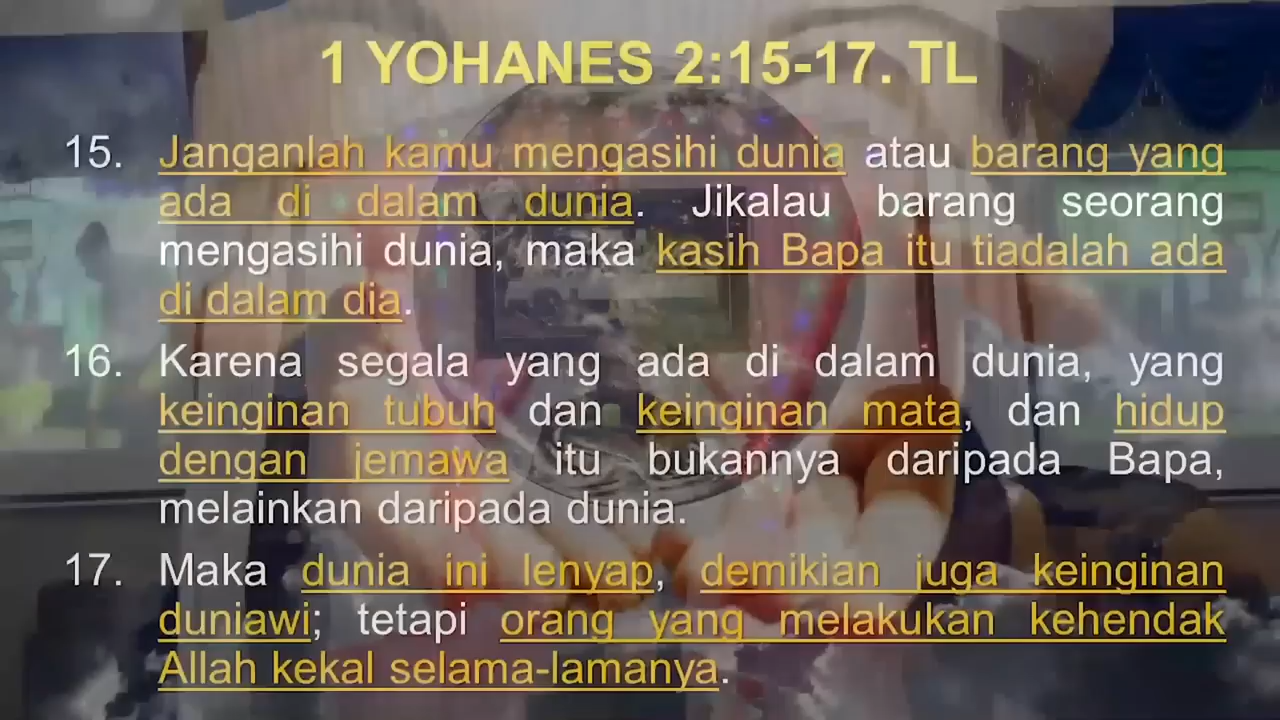 1 YOHANES 2:15-17. TL
15. Janganlah kamu mengasihi dunia atau barang yang
ada di dalam dunia. Jikalau barang seorang
mengasihi dunia, maka kasih Bapa itu tiadalah ada
di dalam dia.
16. Karena segala yang ada di dalam dunia, yang
keinginan tubuh dan keinginan mata, dan hidup
dengan jemawa itu bukannya daripada Bapa,
melainkan daripada dunia.
17. Maka dunia ini lenyap, demikian juga keinginan
duniawi; tetapi orang yang melakukan kehendak
Allah kekal selama-lamanya.